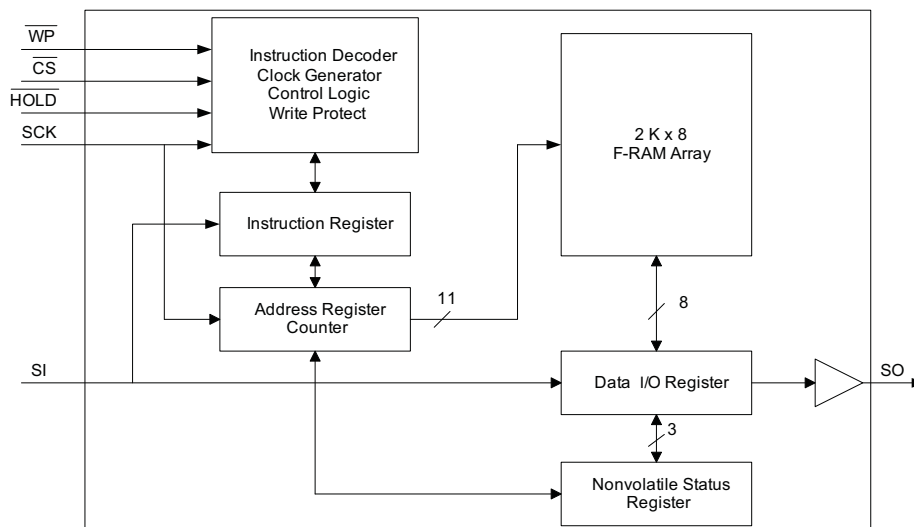 WP
CS
HOLD
SCK
Instruction Decoder
Clock Generator
Control Logic
Write Protect
2 K x 8
F-RAM Array
Instruction Register
Address Register
Counter
11
8
SI
Data I/O Register
SO
3
Nonvolatile Status
Register